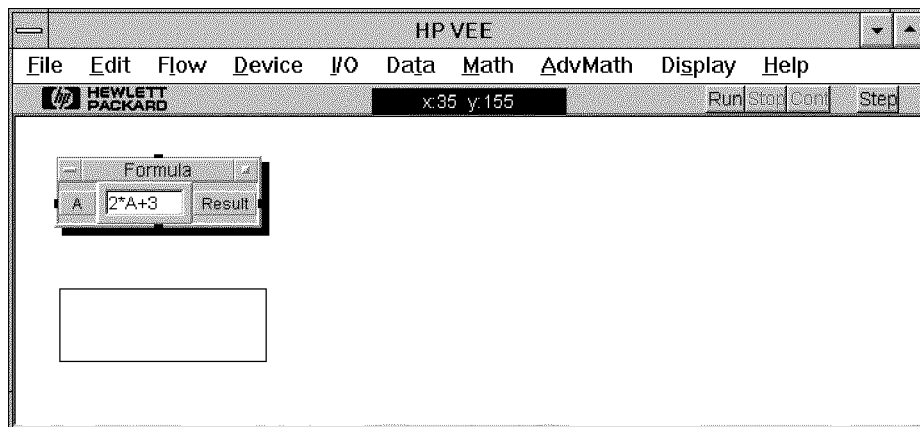 HP VEE
File Edit Flow Device I/O Data Math AdvMath Display Help
hp HEWLETT PACKARD x:35 y:155 Run Stop Cont Step
Formula
A 2*A+3 Result